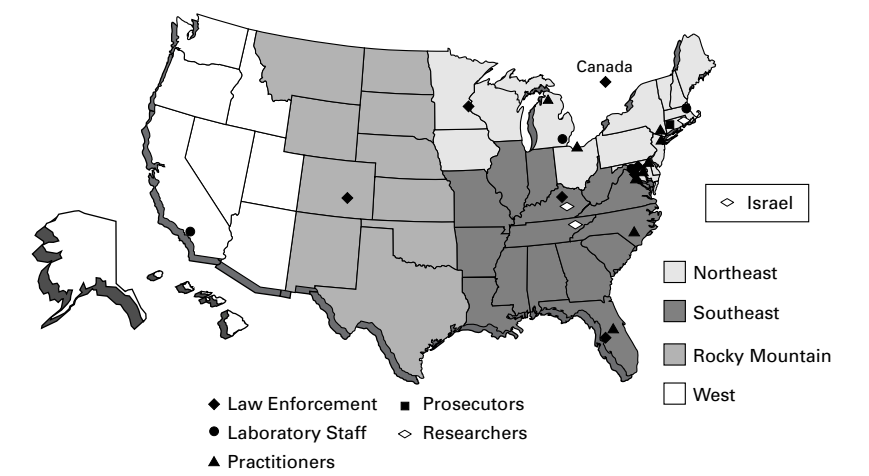 Canada
Israel
Northeast
Southeast
Rocky Mountain
West
Law Enforcement
Prosecutors
Laboratory Staff
Researchers
Practitioners